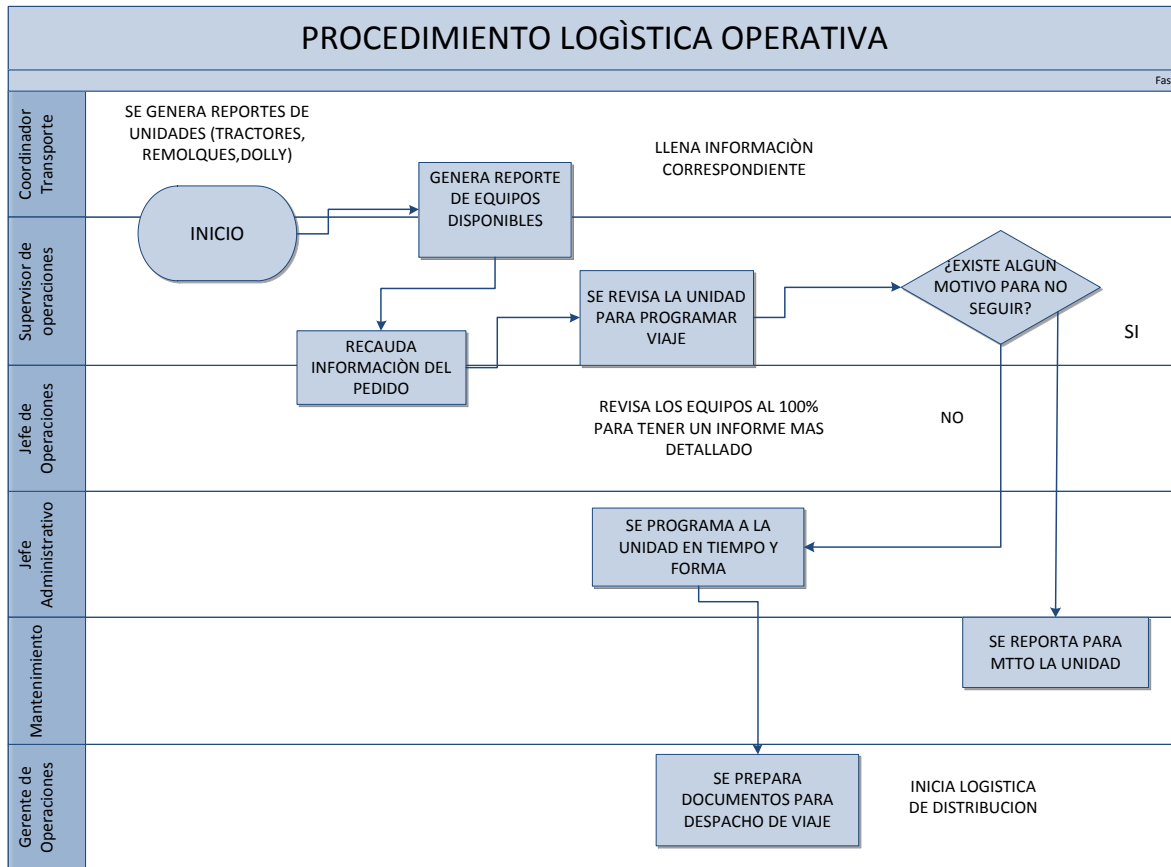 PROCEDIMIENTO LOGÌSTICA OPERATIVA
Fas
Coordinador
Transporte
SE GENERA REPORTES DE
UNIDADES (TRACTORES,
REMOLQUES,DOLLY)
GENERA REPORTE
DE EQUIPOS
DISPONIBLES
LLENA INFORMACIÒN
CORRESPONDIENTE
INICIO
Supervisor de
operaciones
RECAUDA
INFORMACIÒN DEL
PEDIDO
SE REVISA LA UNIDAD
PARA PROGRAMAR
VIAJE
¿EXISTE ALGUN
MOTIVO PARA NO
SEGUIR?
SI
Jefe de
Operaciones
REVISA LOS EQUIPOS AL 100%
PARA TENER UN INFORME MAS
DETALLADO
NO
Jefe
Administrativo
SE PROGRAMA A LA
UNIDAD EN TIEMPO Y
FORMA
Mantenimiento
SE REPORTA PARA
MTTO LA UNIDAD
Gerente de
Operaciones
SE PREPARA
DOCUMENTOS PARA
DESPACHO DE VIAJE
INICIA LOGISTICA
DE DISTRIBUCION